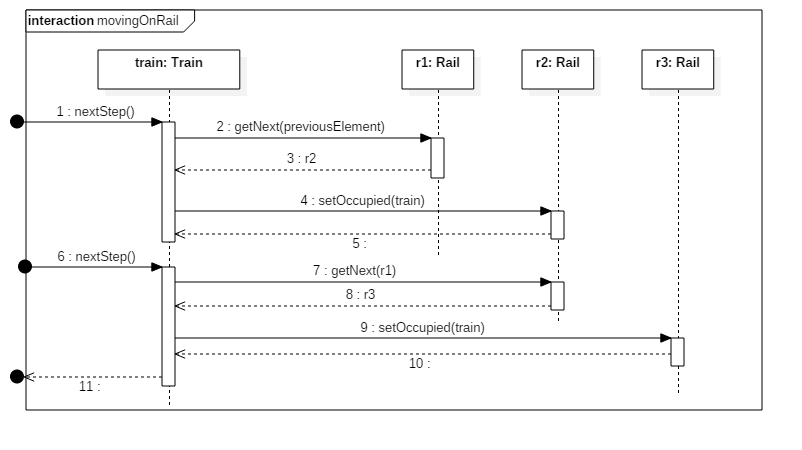 interaction movingOnRail
train: Train
r1: Rail
r2: Rail
r3: Rail
1 : nextStep()
2 : getNext(previousElement)
3 : r2
4 : setOccupied(train)
5 :
6 : nextStep()
7 : getNext(r1)
8 : r3
9 : setOccupied(train)
10 :
11 :